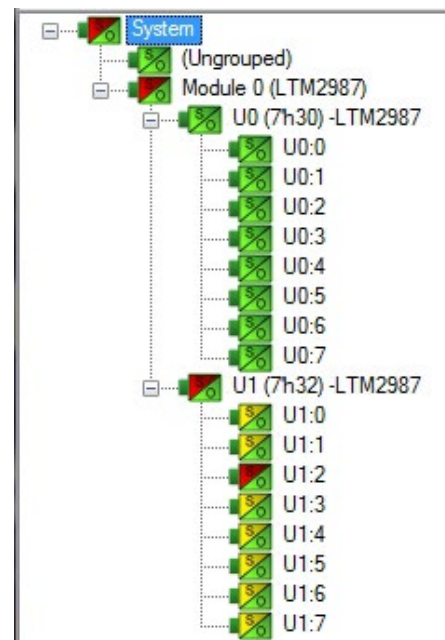 System
(Ungrouped)
Module 0 (LTM2987)
U0 (7h30) -LTM2987
S/O U0:0
S/O U0:1
S/O U0:2
S/O U0:3
S/O U0:4
S/O U0:5
S/O U0:6
S/O U0:7
U1 (7h32) -LTM2987
S/O U1:0
S/O U1:1
S/O U1:2
S/O U1:3
S/O U1:4
S/O U1:5
S/O U1:6
S/O U1:7